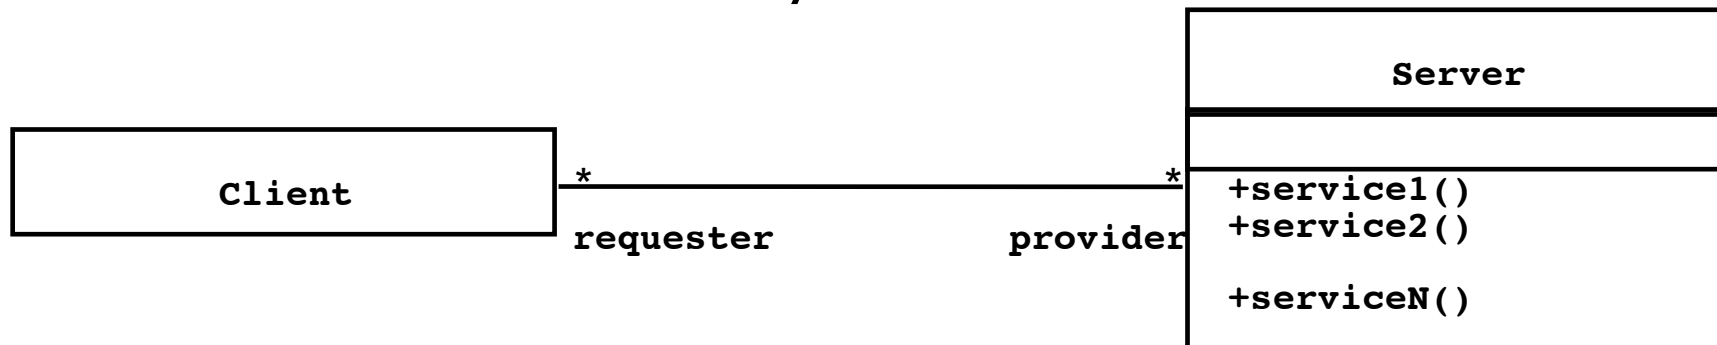 Server
Client
* *
requester provider
+service1()
+service2()
+serviceN()